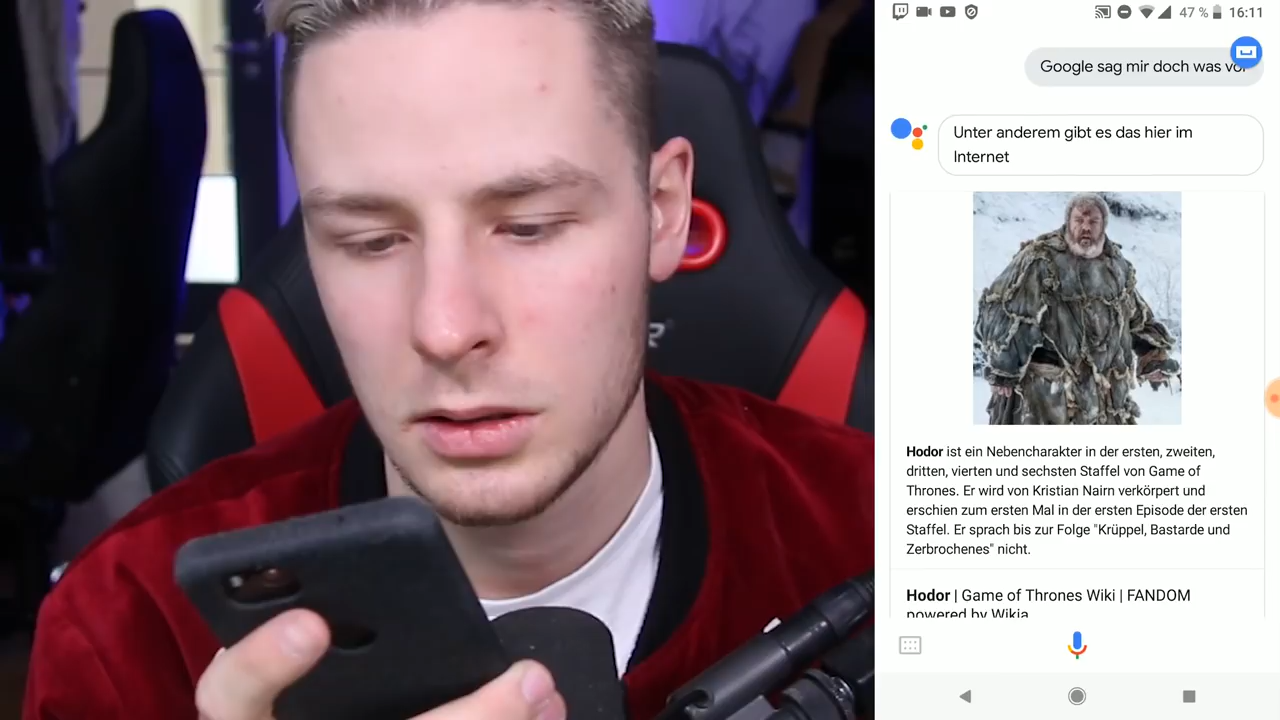 47 % 16:11
Google sag mir doch was vor
Unter anderem gibt es das hier im
Internet
Hodor ist ein Nebencharakter in der ersten, zweiten,
dritten, vierten und sechsten Staffel von Game of
Thrones. Er wird von Kristian Nairn verkörpert und
erschien zum ersten Mal in der ersten Episode der ersten
Staffel. Er sprach bis zur Folge "Krüppel, Bastarde und
Zerbrochenes" nicht.
Hodor | Game of Thrones Wiki | FANDOM
powered by Wikia
R